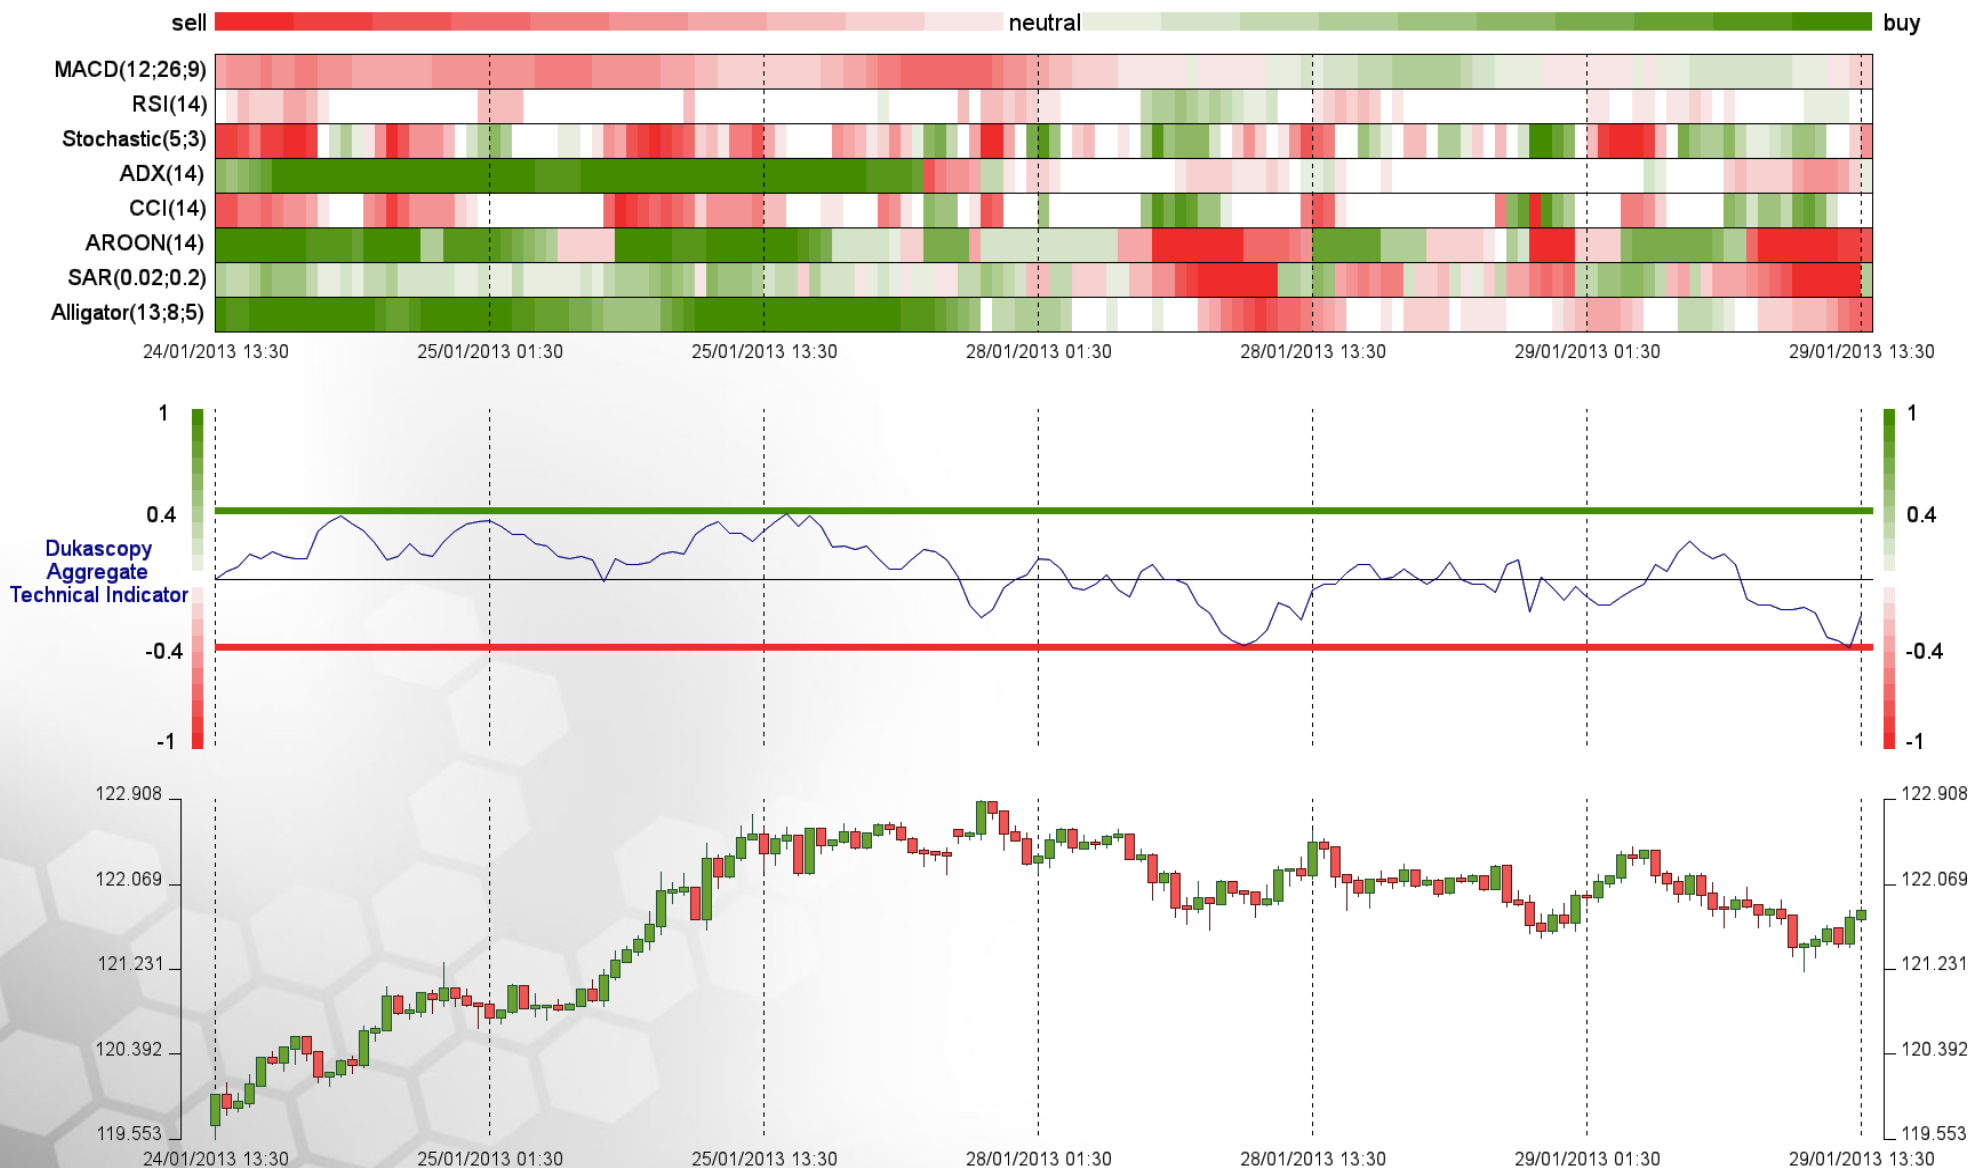 sell neutral buy
MACD(12;26;9)
RSI(14)
Stochastic(5;3)
ADX(14)
CCI(14)
AROON(14)
SAR(0.02;0.2)
Alligator(13;8;5)
24/01/2013 13:30 25/01/2013 01:30 25/01/2013 13:30 28/01/2013 01:30 28/01/2013 13:30 29/01/2013 01:30 29/01/2013 13:30
1 1
0.4 0.4
Dukascopy
Aggregate
Technical Indicator
-0.4 -0.4
-1 -1
122.908 122.908
122.069 122.069
121.231 121.231
120.392 120.392
119.553 119.553
24/01/2013 13:30 25/01/2013 01:30 25/01/2013 13:30 28/01/2013 01:30 28/01/2013 13:30 29/01/2013 01:30 29/01/2013 13:30